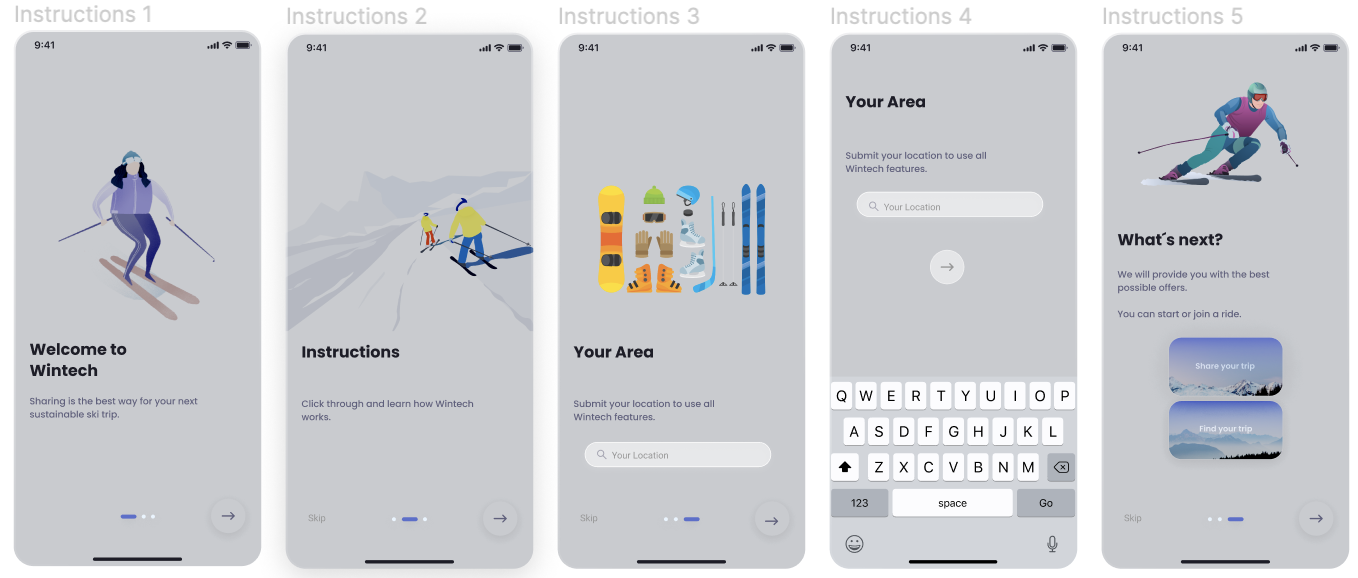 Instructions 1
9:41
Welcome to
Wintech
Sharing is the best way for your next
sustainable ski trip.
Instructions 2
9:41
Instructions
Click through and learn how Wintech
works.
Skip
Instructions 3
9:41
Your Area
Submit your location to use all
Wintech features.
Your Location
Skip
Instructions 4
9:41
Your Area
Submit your location to use all
Wintech features.
Your Location
Q W E R T Y U I O P
A S D F G H J K L
Z X C V B N M
123 space Go
Instructions 5
9:41
What´s next?
We will provide you with the best
possible offers.
You can start or join a ride.
Share your trip
Find your trip
Skip